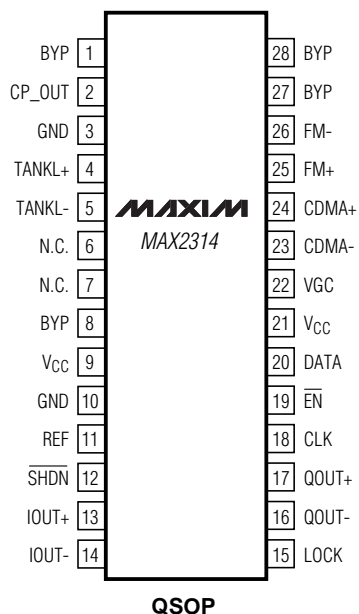 BYP 1 28 BYP
CP_OUT 2 27 BYP
GND 3 26 FM-
TANKL+ 4 25 FM+
TANKL- 5 MAXIM 24 CDMA+
N.C. 6 MAX2314 23 CDMA-
N.C. 7 22 VGC
BYP 8 21 VCC
VCC 9 20 DATA
GND 10 19 EN
REF 11 18 CLK
SHDN 12 17 QOUT+
IOUT+ 13 16 QOUT-
IOUT- 14 15 LOCK
QSOP